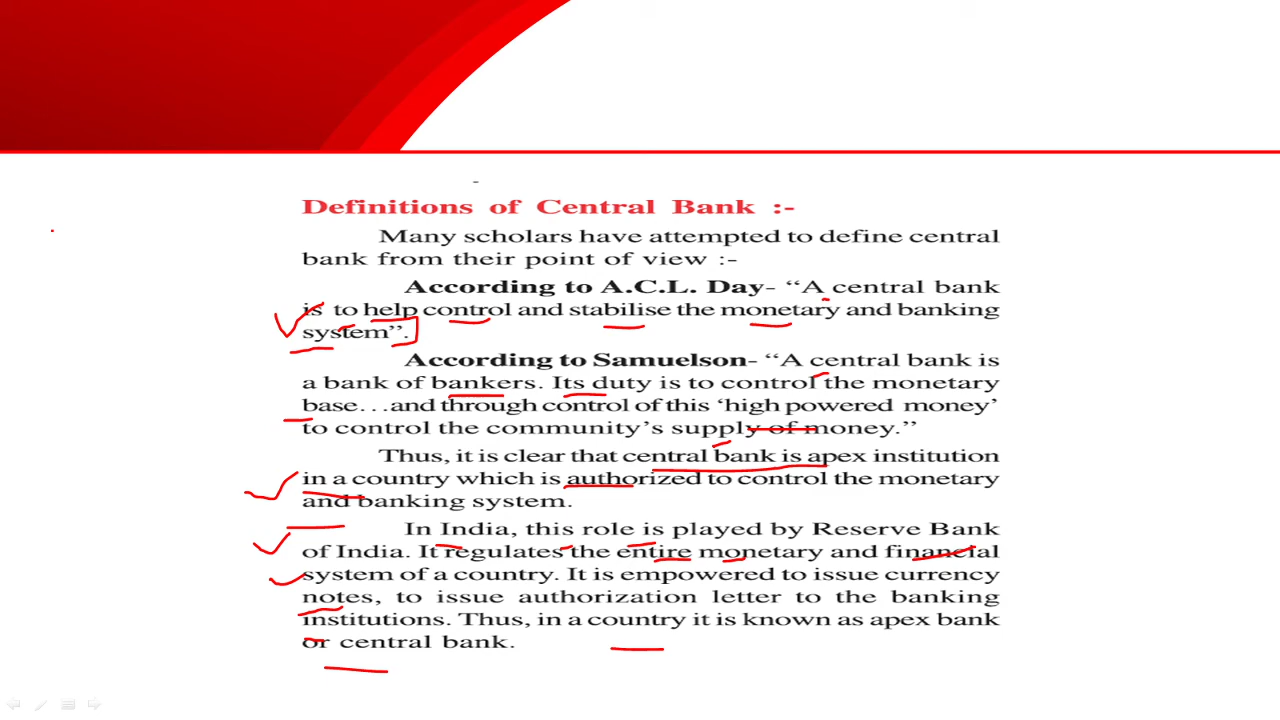 Definitions of Central Bank :-
Many scholars have attempted to define central
bank from their point of view :-
According to A.C.L. Day- “A central bank
is to help control and stabilise the monetary and banking
system”.
According to Samuelson- “A central bank is
a bank of bankers. Its duty is to control the monetary
base...and through control of this ‘high powered money’
to control the community’s supply of money.”
Thus, it is clear that central bank is apex institution
in a country which is authorized to control the monetary
and banking system.
In India, this role is played by Reserve Bank
of India. It regulates the entire monetary and financial
system of a country. It is empowered to issue currency
notes, to issue authorization letter to the banking
institutions. Thus, in a country it is known as apex bank
or central bank.